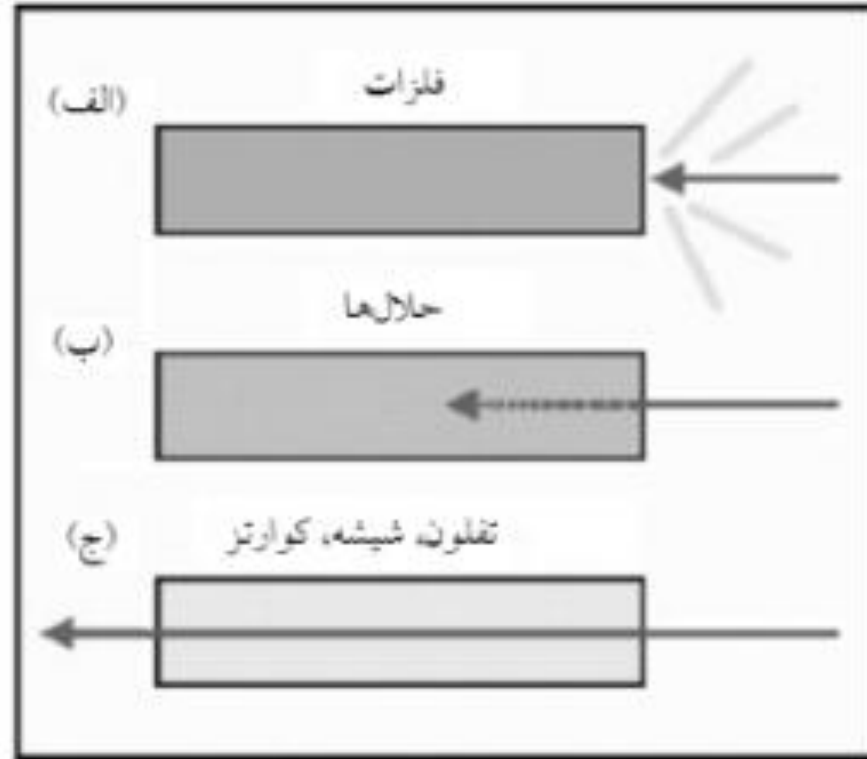 فلزات
(الف)
حلال‌ها
(ب)
تفلون، شیشه، کوارتز
(ج)